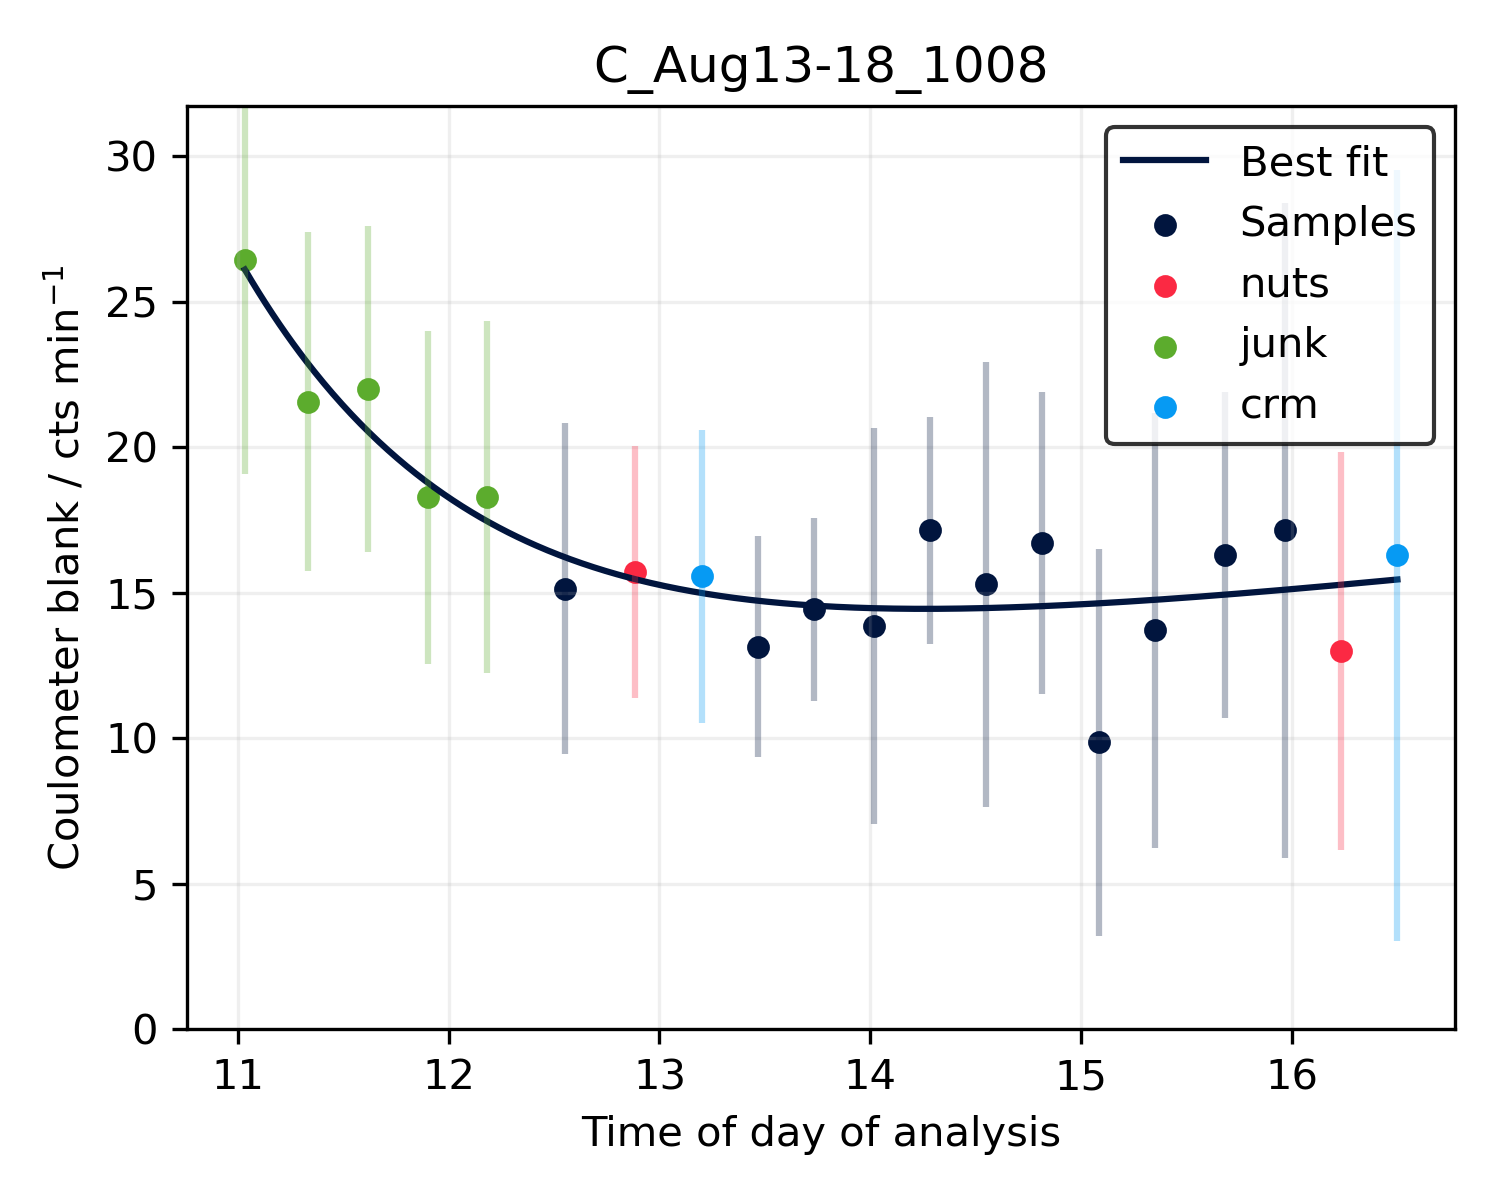 C_Aug13-18_1008
Coulometer blank / cts min⁻¹
30
25
20
15
10
5
0
11 12 13 14 15 16
Time of day of analysis
Best fit
Samples
nuts
junk
crm